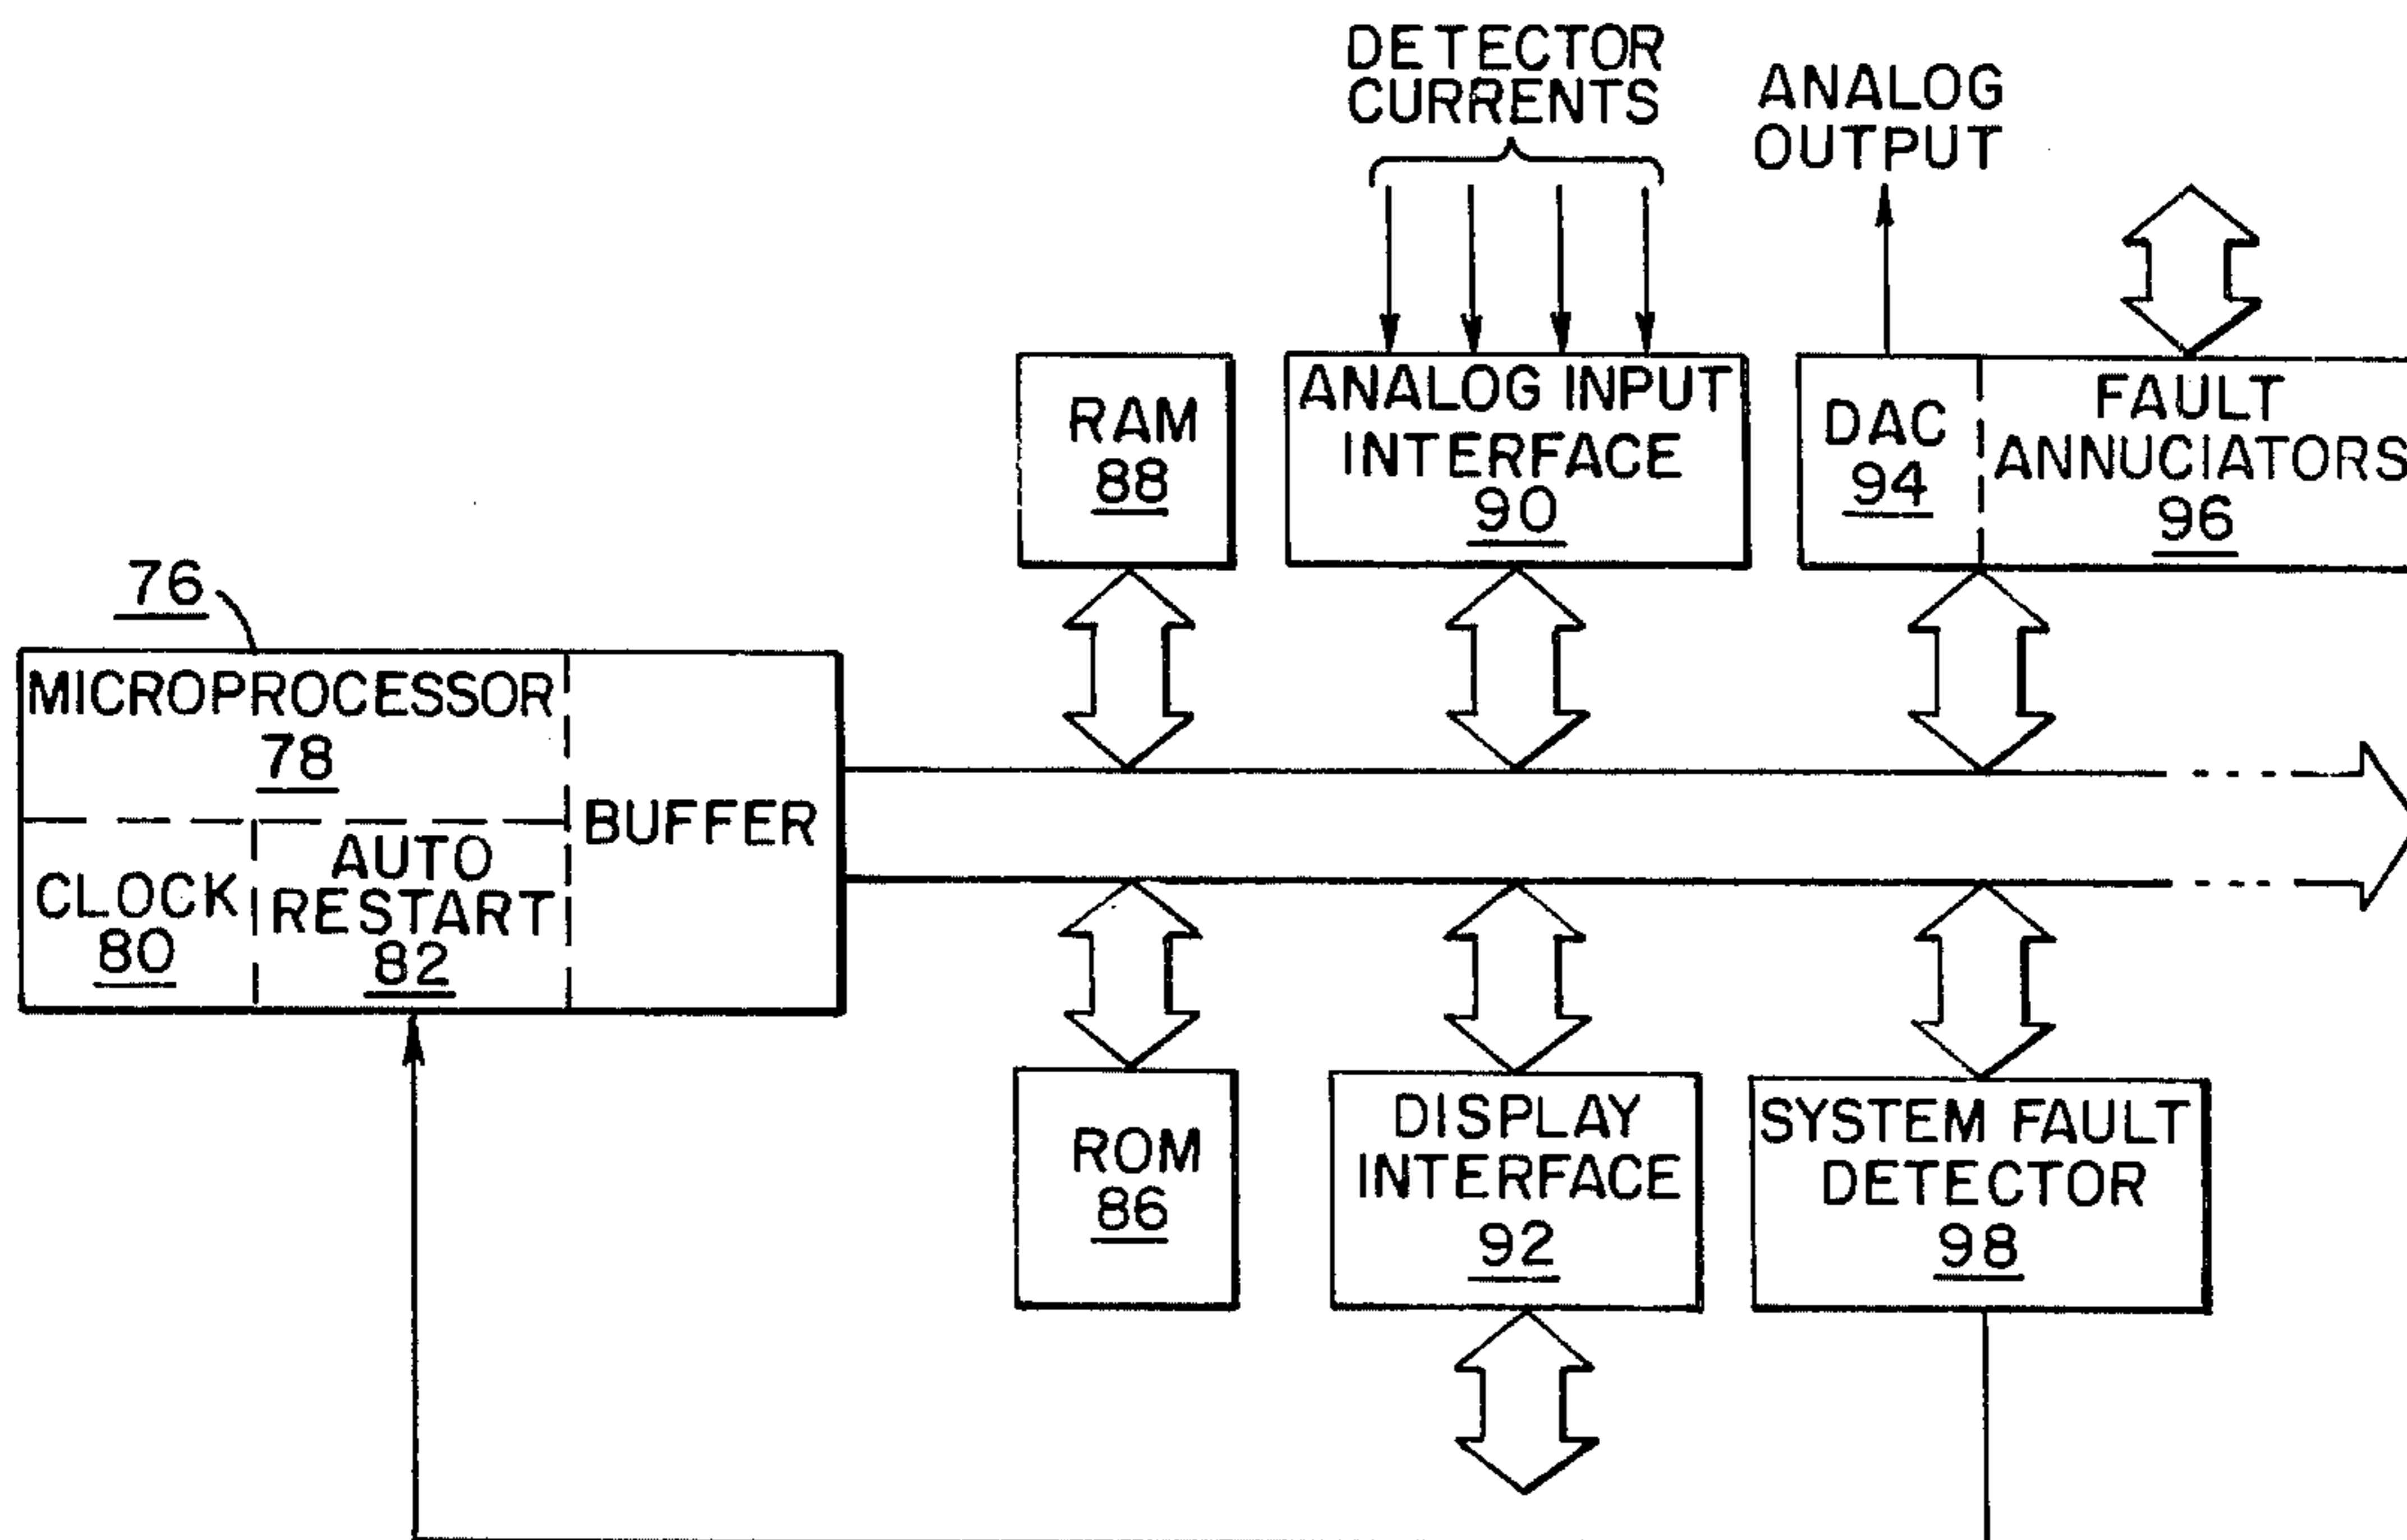 DETECTOR
CURRENTS
ANALOG
OUTPUT
RAM
88
ANALOG INPUT
INTERFACE
90
DAC
94
FAULT
ANNUCIATORS
96
76
MICROPROCESSOR
78
BUFFER
CLOCK
80
AUTO
RESTART
82
ROM
86
DISPLAY
INTERFACE
92
SYSTEM FAULT
DETECTOR
98